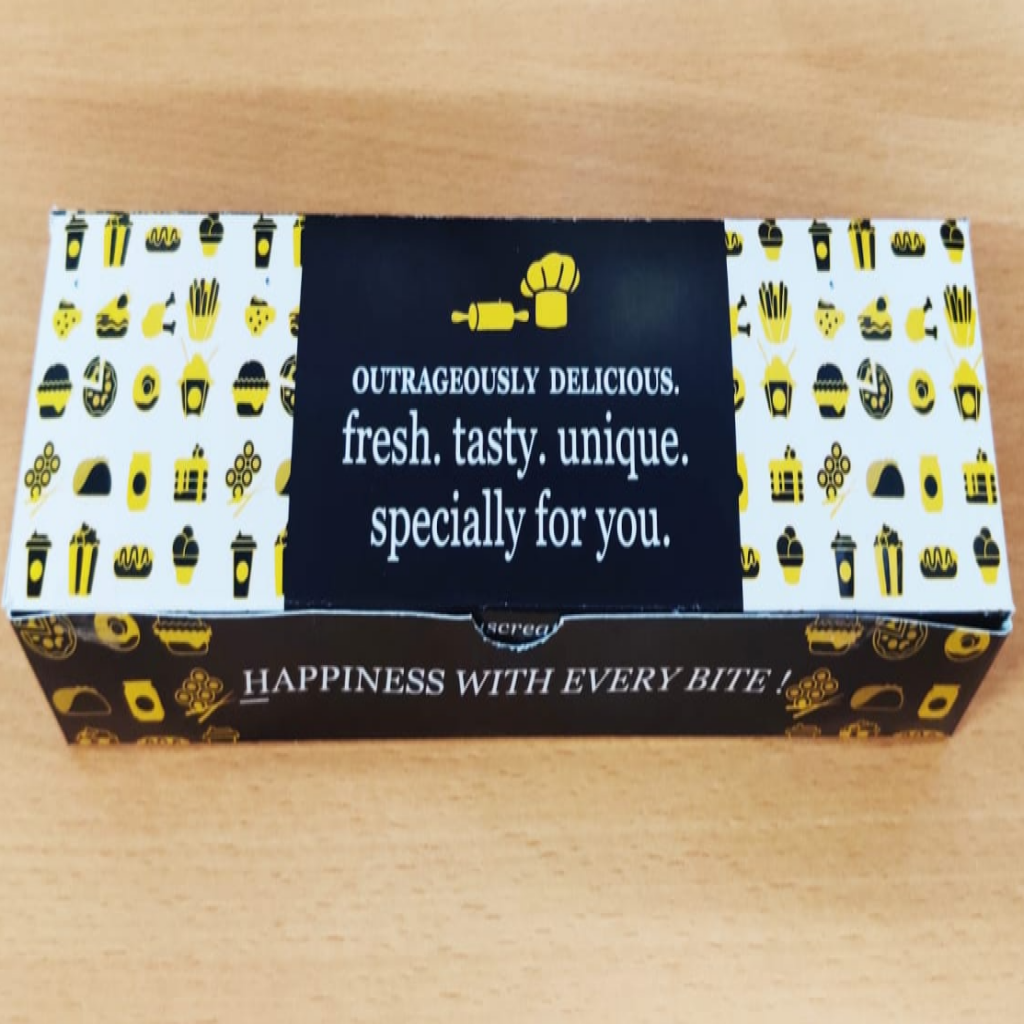 OUTRAGEOUSLY DELICIOUS.
fresh. tasty. unique.
specially for you.
HAPPINESS WITH EVERY BITE !